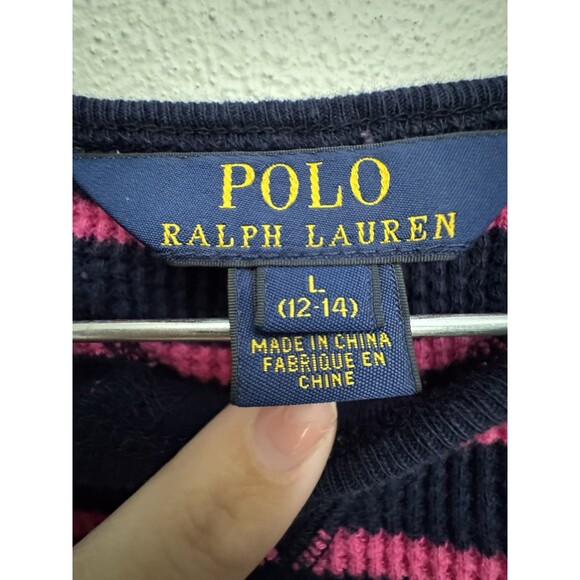 POLO
RALPH LAUREN
L
(12-14)
MADE IN CHINA
FABRIQUE EN
CHINE